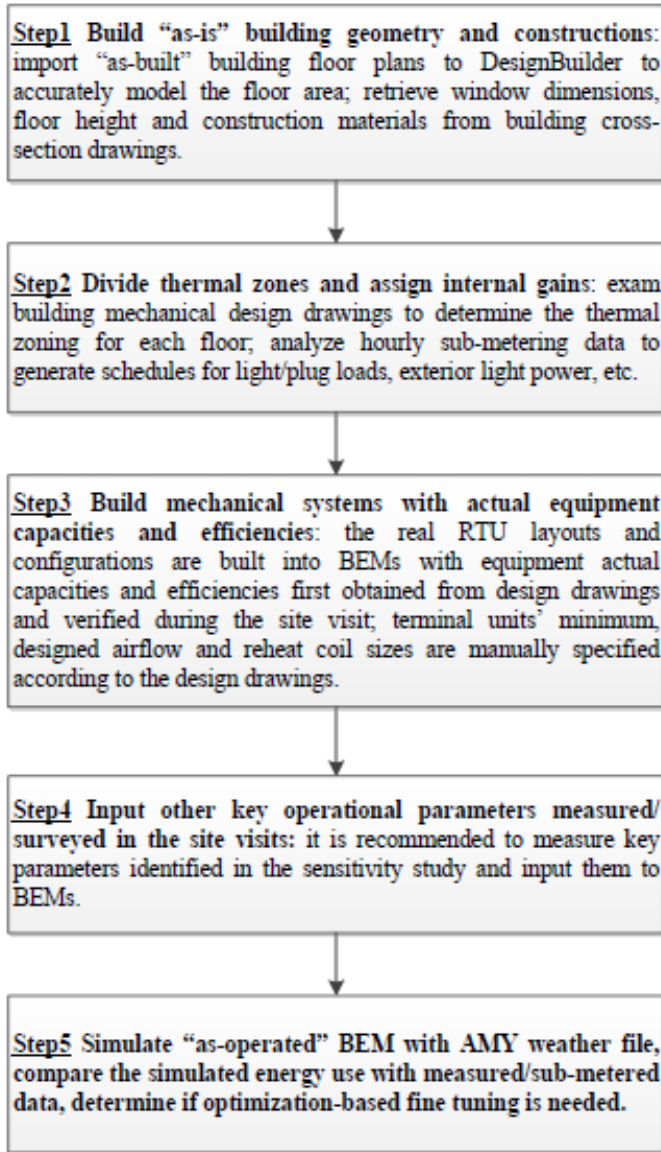 Step1 Build “as-is” building geometry and constructions:
import “as-built” building floor plans to DesignBuilder to
accurately model the floor area; retrieve window dimensions,
floor height and construction materials from building cross-
section drawings.
Step2 Divide thermal zones and assign internal gains: exam
building mechanical design drawings to determine the thermal
zoning for each floor; analyze hourly sub-metering data to
generate schedules for light/plug loads, exterior light power, etc.
Step3 Build mechanical systems with actual equipment
capacities and efficiencies: the real RTU layouts and
configurations are built into BEMs with equipment actual
capacities and efficiencies first obtained from design drawings
and verified during the site visit; terminal units’ minimum,
designed airflow and reheat coil sizes are manually specified
according to the design drawings.
Step4 Input other key operational parameters measured/
surveyed in the site visits: it is recommended to measure key
parameters identified in the sensitivity study and input them to
BEMs.
Step5 Simulate “as-operated” BEM with AMY weather file,
compare the simulated energy use with measured/sub-metered
data, determine if optimization-based fine tuning is needed.